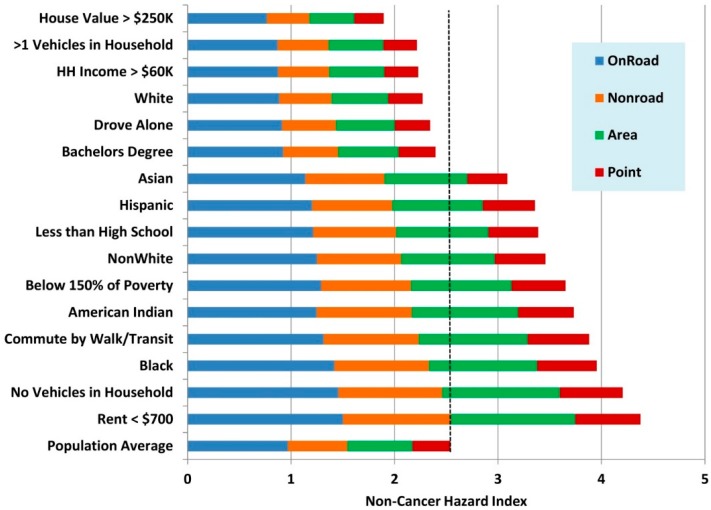 House Value > $250K
>1 Vehicles in Household
HH Income > $60K
White
Drove Alone
Bachelors Degree
Asian
Hispanic
Less than High School
NonWhite
Below 150% of Poverty
American Indian
Commute by Walk/Transit
Black
No Vehicles in Household
Rent < $700
Population Average
OnRoad
Nonroad
Area
Point
0 1 2 3 4 5
Non-Cancer Hazard Index